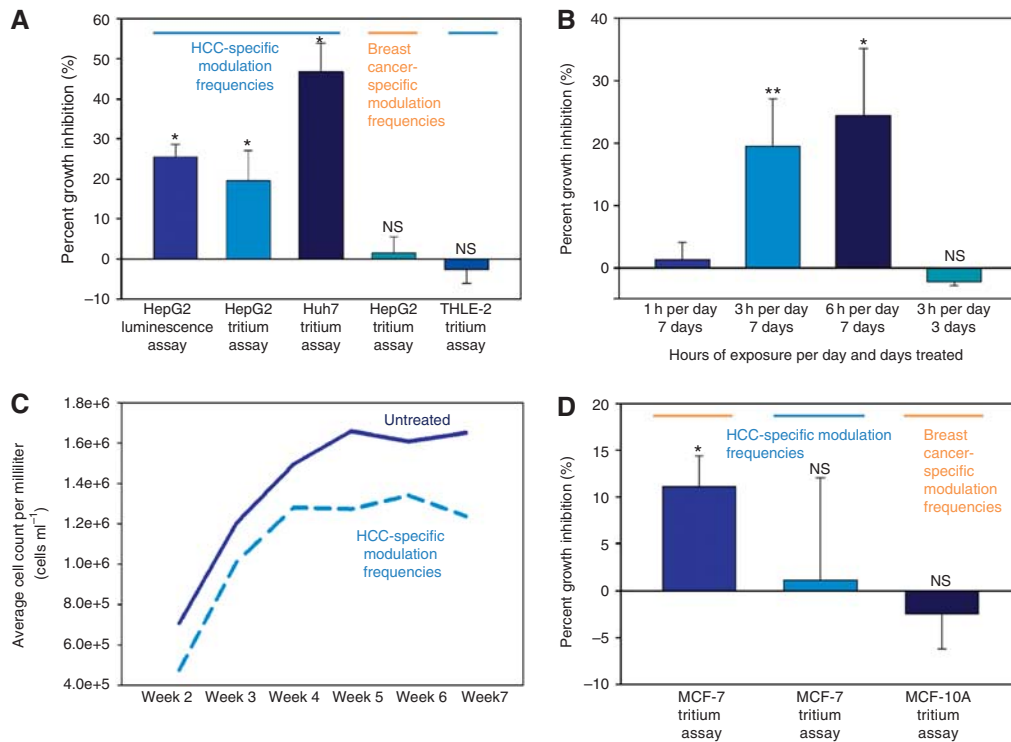 A
Percent growth inhibition (%)
60
50
40
30
20
10
0
–10
HCC-specific
modulation
frequencies
Breast
cancer-
specific
modulation
frequencies
*
*
*
NS
NS
HepG2
luminescence
assay
HepG2
tritium
assay
Huh7
tritium
assay
HepG2
tritium
assay
THLE-2
tritium
assay
B
Percent growth inhibition (%)
40
30
20
10
0
**
*
NS
1 h per day
7 days
3 h per day
7 days
6 h per day
7 days
3 h per day
3 days
Hours of exposure per day and days treated
C
Average cell count per milliliter
(cells ml–1)
1.8e+6
1.6e+6
1.4e+6
1.2e+6
1.0e+6
8.0e+5
6.0e+5
4.0e+5
Untreated
HCC-specific
modulation
frequencies
Week 2
Week 3
Week 4
Week 5
Week 6
Week7
D
Percent growth inhibition (%)
20
15
10
5
0
–5
–10
HCC-specific modulation
frequencies
Breast
cancer-
specific
modulation
frequencies
*
NS
NS
MCF-7
tritium
assay
MCF-7
tritium
assay
MCF-10A
tritium
assay